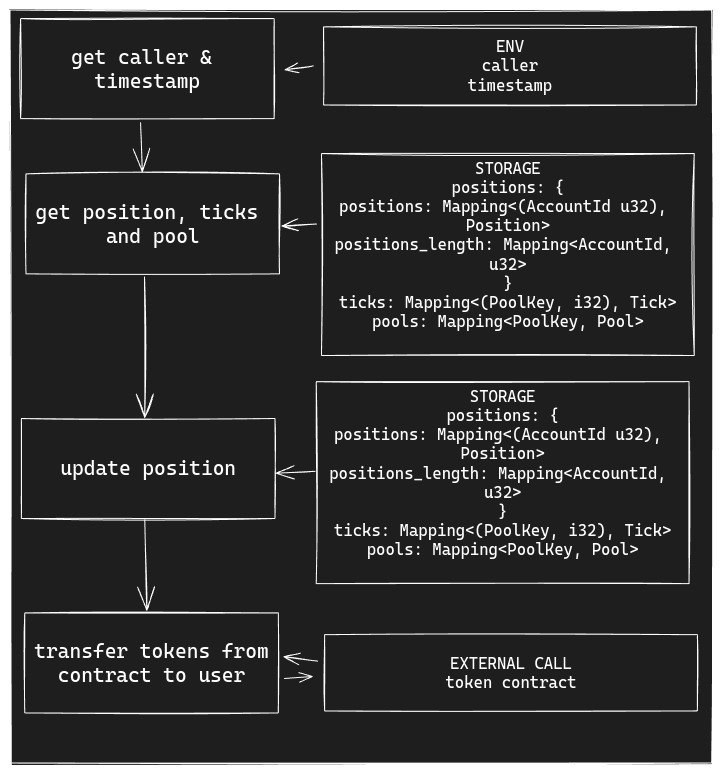 get caller &
timestamp
ENV
caller
timestamp
get position, ticks
and pool
STORAGE
positions: {
positions: Mapping<(AccountId u32),
Position>
positions_length: Mapping<AccountId,
u32>
}
ticks: Mapping<(PoolKey, i32), Tick>
pools: Mapping<PoolKey, Pool>
update position
STORAGE
positions: {
positions: Mapping<(AccountId u32),
Position>
positions_length: Mapping<AccountId,
u32>
}
ticks: Mapping<(PoolKey, i32), Tick>
pools: Mapping<PoolKey, Pool>
transfer tokens from
contract to user
EXTERNAL CALL
token contract